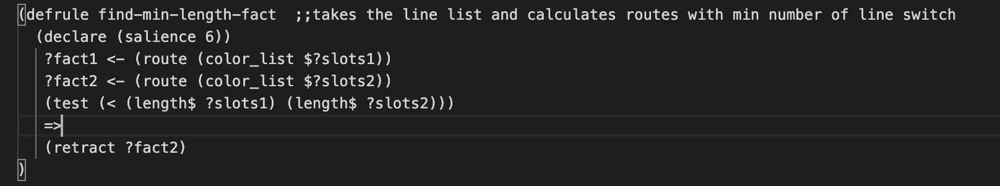 (defrule find-min-length-fact  ;;takes the line list and calculates routes with min number of line switch
  (declare (salience 6))
   ?fact1 <- (route (color_list $?slots1))
   ?fact2 <- (route (color_list $?slots2))
   (test (< (length$ ?slots1) (length$ ?slots2)))
   =>
   (retract ?fact2)
)